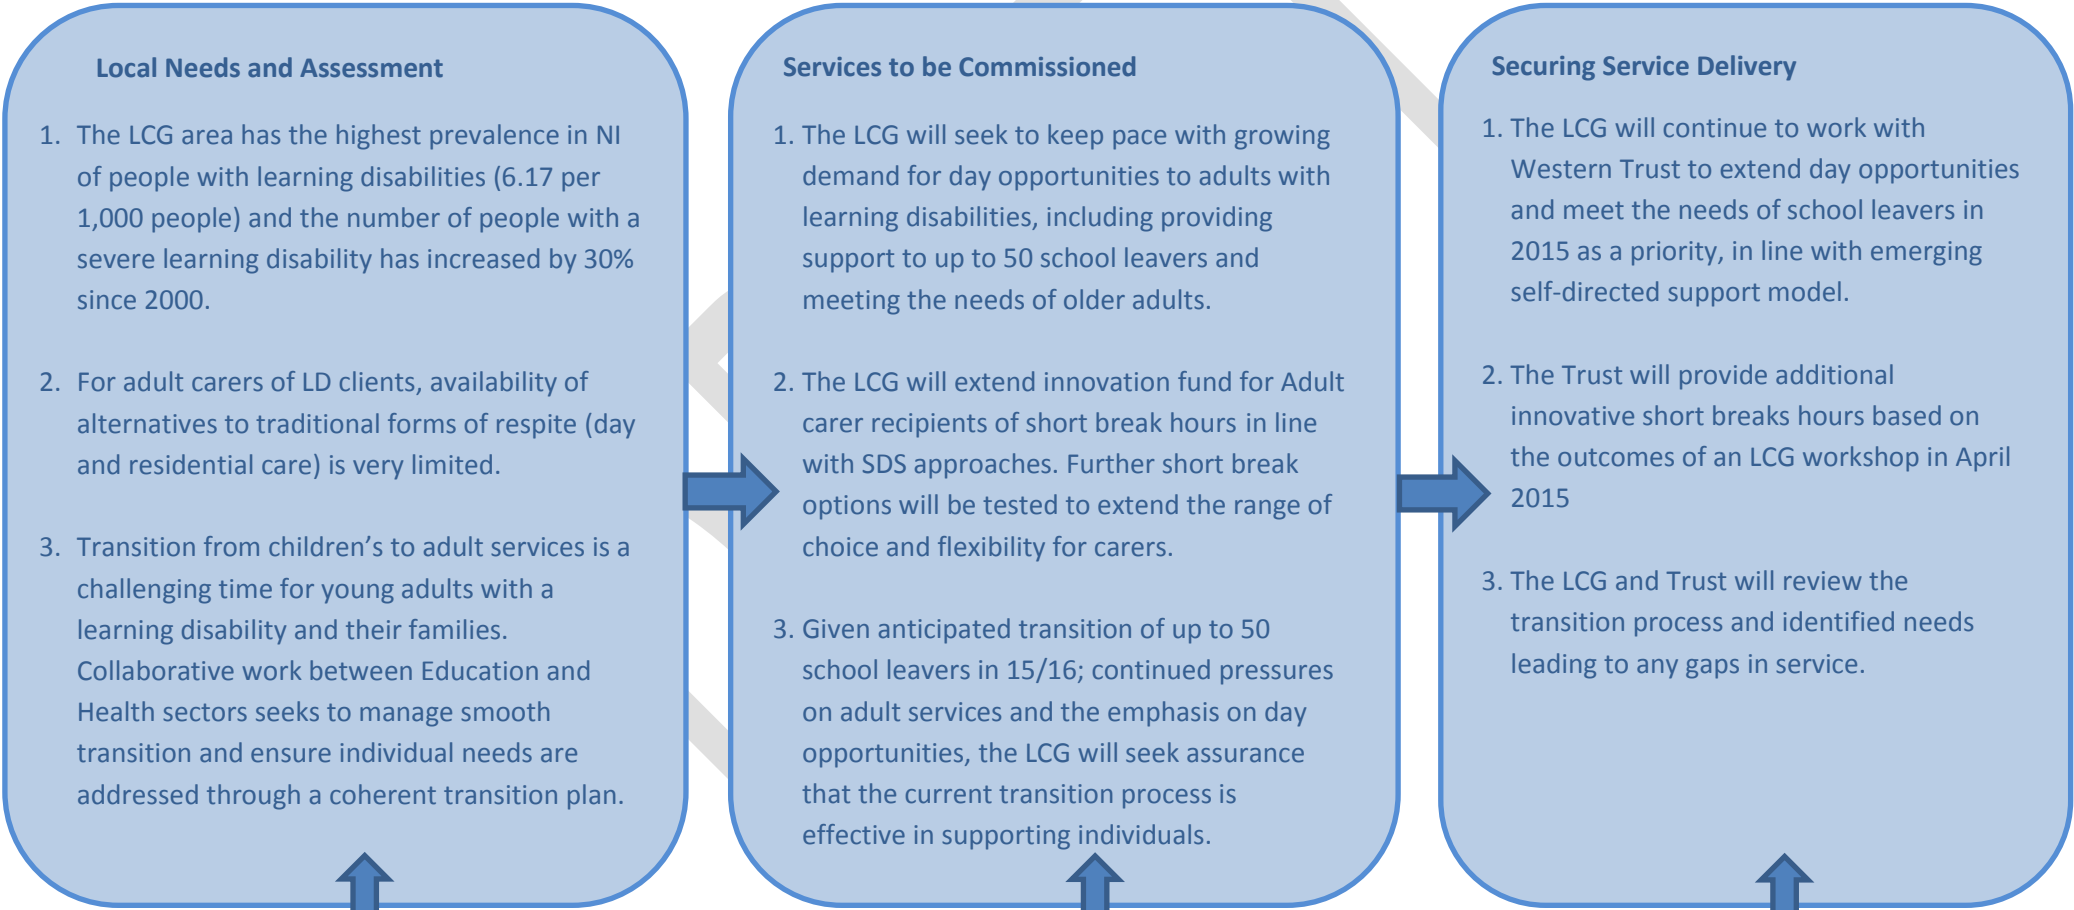 Local Needs and Assessment
1. The LCG area has the highest prevalence in NI
of people with learning disabilities (6.17 per
1,000 people) and the number of people with a
severe learning disability has increased by 30%
since 2000.
2. For adult carers of LD clients, availability of
alternatives to traditional forms of respite (day
and residential care) is very limited.
3. Transition from children’s to adult services is a
challenging time for young adults with a
learning disability and their families.
Collaborative work between Education and
Health sectors seeks to manage smooth
transition and ensure individual needs are
addressed through a coherent transition plan.
Services to be Commissioned
1. The LCG will seek to keep pace with growing
demand for day opportunities to adults with
learning disabilities, including providing
support to up to 50 school leavers and
meeting the needs of older adults.
2. The LCG will extend innovation fund for Adult
carer recipients of short break hours in line
with SDS approaches. Further short break
options will be tested to extend the range of
choice and flexibility for carers.
3. Given anticipated transition of up to 50
school leavers in 15/16; continued pressures
on adult services and the emphasis on day
opportunities, the LCG will seek assurance
that the current transition process is
effective in supporting individuals.
Securing Service Delivery
1. The LCG will continue to work with
Western Trust to extend day opportunities
and meet the needs of school leavers in
2015 as a priority, in line with emerging
self-directed support model.
2. The Trust will provide additional
innovative short breaks hours based on
the outcomes of an LCG workshop in April
2015
3. The LCG and Trust will review the
transition process and identified needs
leading to any gaps in service.